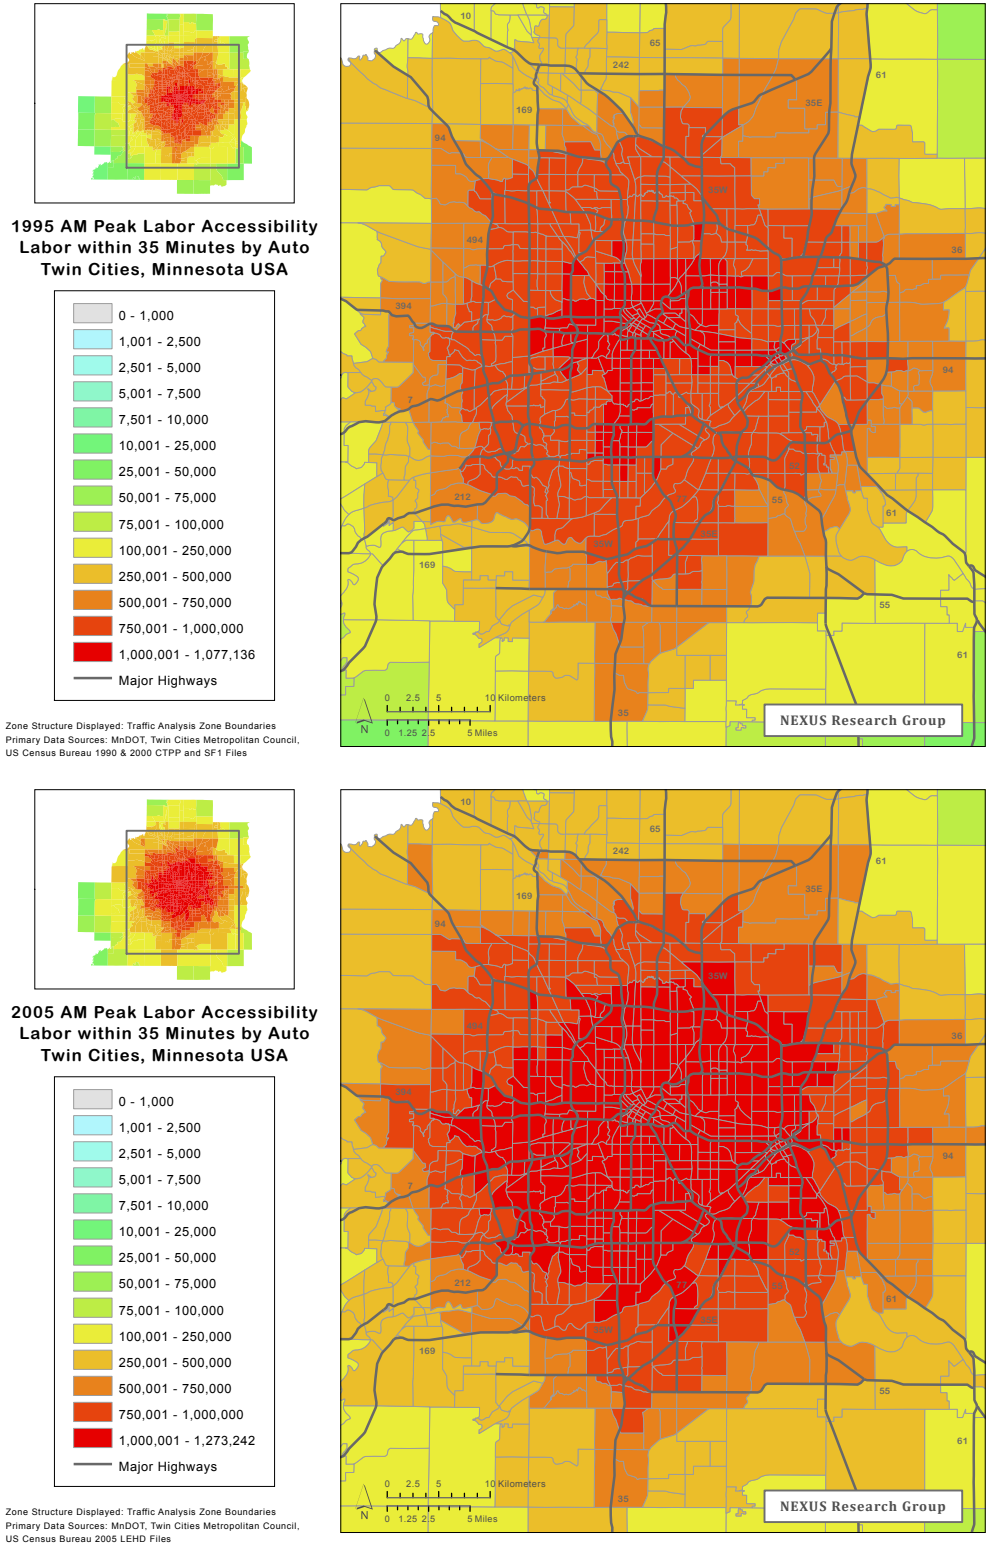 1995 AM Peak Labor Accessibility
Labor within 35 Minutes by Auto
Twin Cities, Minnesota USA
0 - 1,000
1,001 - 2,500
2,501 - 5,000
5,001 - 7,500
7,501 - 10,000
10,001 - 25,000
25,001 - 50,000
50,001 - 75,000
75,001 - 100,000
100,001 - 250,000
250,001 - 500,000
500,001 - 750,000
750,001 - 1,000,000
1,000,001 - 1,077,136
Major Highways
Zone Structure Displayed: Traffic Analysis Zone Boundaries
Primary Data Sources: MnDOT, Twin Cities Metropolitan Council,
US Census Bureau 1990 & 2000 CTPP and SF1 Files
10
65
242
61
169
35E
94
35W
494
36
394
94
7
212
77
55
61
169
55
61
35
0 2.5 5 10 Kilometers
0 1.25 2.5 5 Miles
N
NEXUS Research Group
2005 AM Peak Labor Accessibility
Labor within 35 Minutes by Auto
Twin Cities, Minnesota USA
0 - 1,000
1,001 - 2,500
2,501 - 5,000
5,001 - 7,500
7,501 - 10,000
10,001 - 25,000
25,001 - 50,000
50,001 - 75,000
75,001 - 100,000
100,001 - 250,000
250,001 - 500,000
500,001 - 750,000
750,001 - 1,000,000
1,000,001 - 1,273,242
Major Highways
Zone Structure Displayed: Traffic Analysis Zone Boundaries
Primary Data Sources: MnDOT, Twin Cities Metropolitan Council,
US Census Bureau 2005 LEHD Files
10
65
242
61
169
35E
94
35W
494
36
394
94
7
212
77
61
169
55
61
35
0 2.5 5 10 Kilometers
0 1.25 2.5 5 Miles
N
NEXUS Research Group